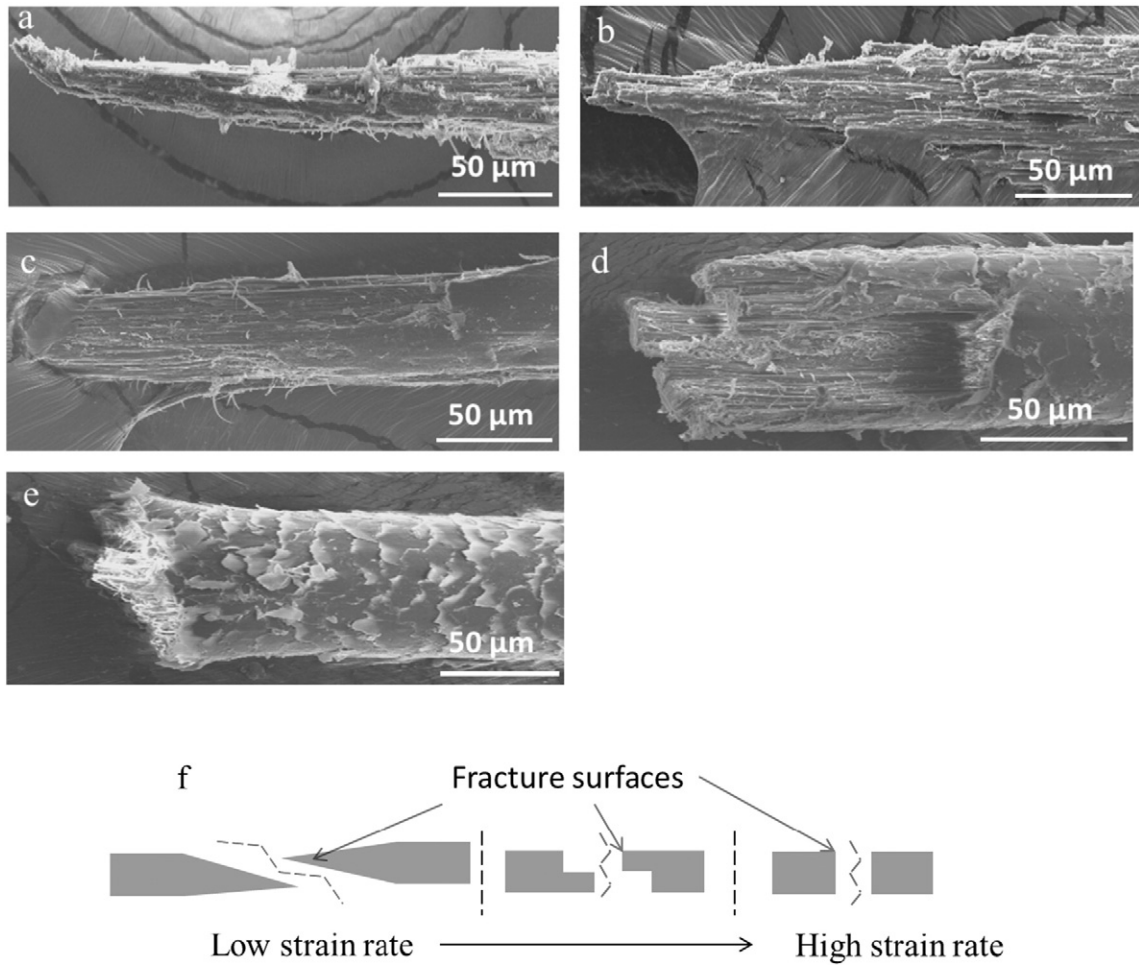 a
b
50 µm
50 µm
c
d
50 µm
50 µm
e
50 µm
f
Fracture surfaces
Low strain rate
High strain rate